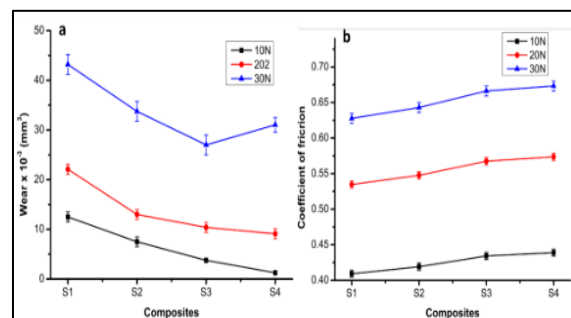 a
10N
202
30N
Wear x 10⁻³ (mm³)
50
40
30
20
10
0
S1 S2 S3 S4
Composites
b
10N
20N
30N
Coefficient of fricrion
0.70
0.65
0.60
0.55
0.50
0.45
0.40
S1 S2 S3 S4
Composites